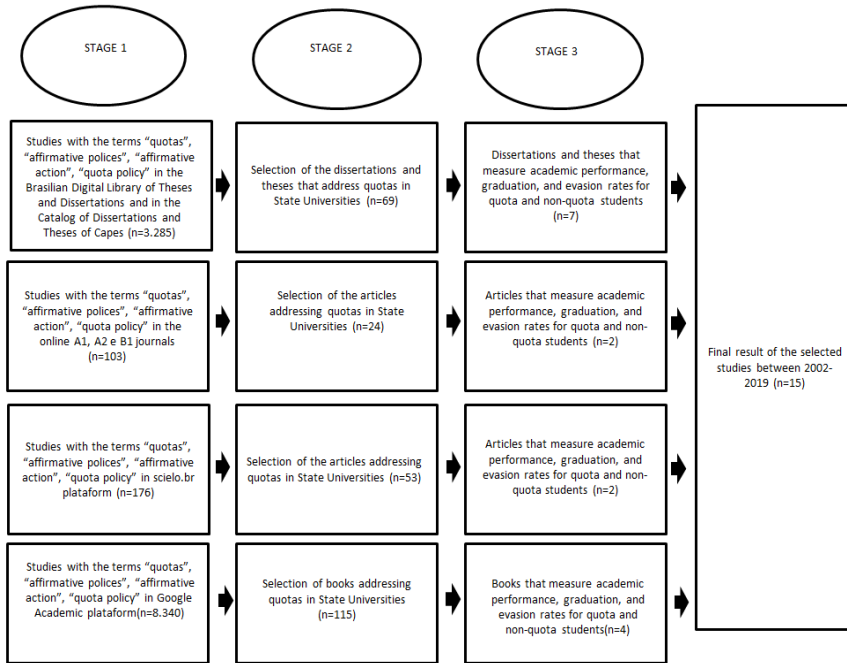 STAGE 1
STAGE 2
STAGE 3
Studies with the terms “quotas”,
“affirmative polices”, “affirmative
action”, “quota policy” in the
Brasilian Digital Library of Theses
and Dissertations and in the
Catalog of Dissertations and
Theses of Capes (n=3.285)
Selection of the dissertations and
theses that address quotas in
State Universities (n=69)
Dissertations and theses that
measure academic performance,
graduation, and evasion rates for
quota and non-quota students
(n=7)
Studies with the terms “quotas”,
“affirmative polices”, “affirmative
action”, “quota policy” in the
online A1, A2 e B1 journals
(n=103)
Selection of the articles
addressing quotas in State
Universities (n=24)
Articles that measure academic
performance, graduation, and
evasion rates for quota and non-
quota students (n=2)
Studies with the terms “quotas”,
“affirmative polices”, “affirmative
action”, “quota policy” in scielo.br
plataform (n=176)
Selection of the articles addressing
quotas in State Universities (n=53)
Articles that measure academic
performance, graduation, and
evasion rates for quota and non-
quota students (n=2)
Studies with the terms “quotas”,
“affirmative polices”, “affirmative
action”, “quota policy” in Google
Academic plataform(n=8.340)
Selection of books addressing
quotas in State Universities
(n=115)
Books that measure academic
performance, graduation, and
evasion rates for quota and
non-quota students(n=4)
Final result of the selected
studies between 2002-
2019 (n=15)